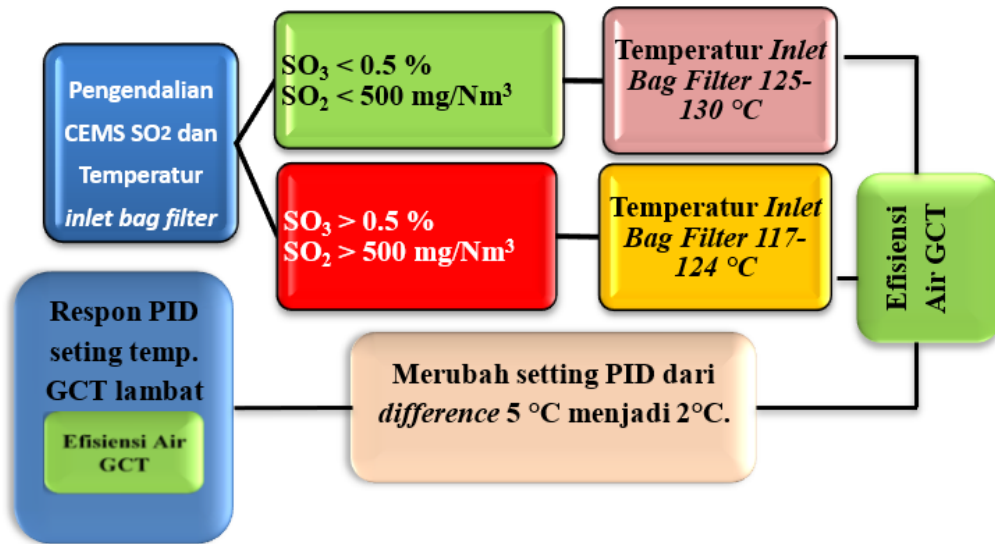 Pengendalian
CEMS SO2 dan
Temperatur
inlet bag filter
SO₃ < 0.5 %
SO₂ < 500 mg/Nm³
Temperatur Inlet
Bag Filter 125-
130 °C
SO₃ > 0.5 %
SO₂ > 500 mg/Nm³
Temperatur Inlet
Bag Filter 117-
124 °C
Efisiensi
Air GCT
Respon PID
seting temp.
GCT lambat
Efisiensi Air
GCT
Merubah setting PID dari
difference 5 °C menjadi 2°C.